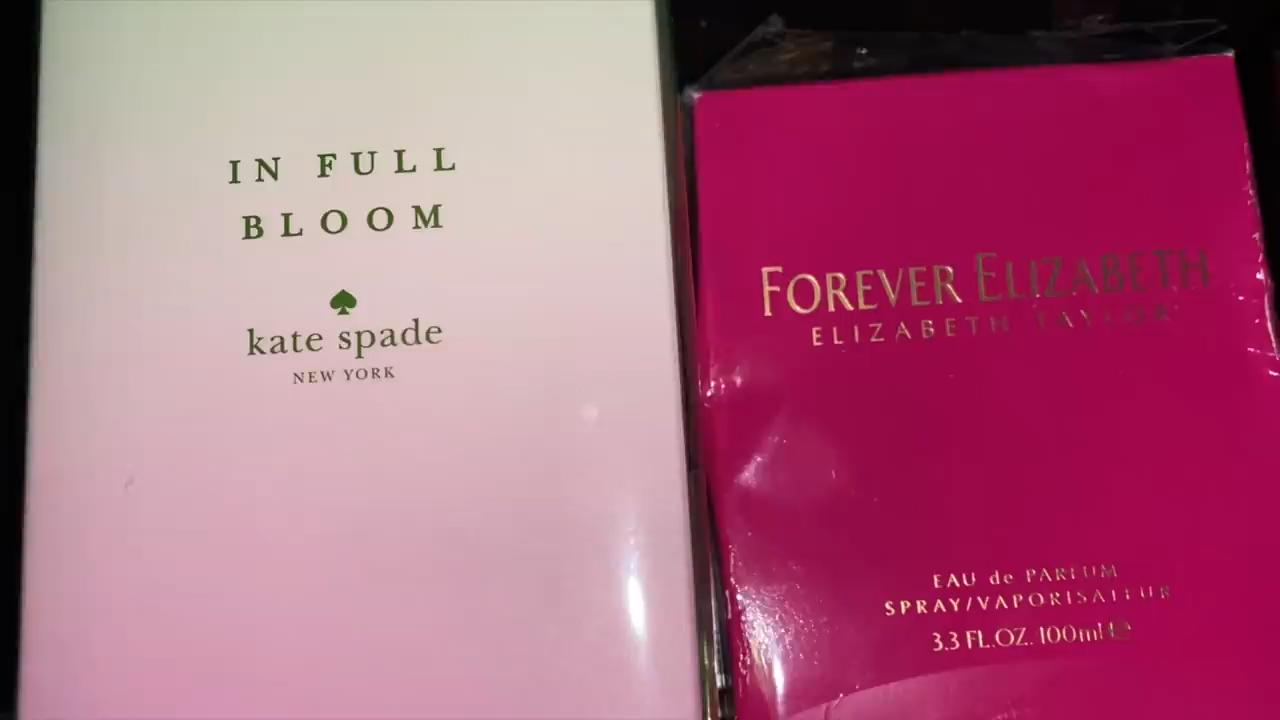 IN FULL
BLOOM
kate spade
NEW YORK
FOREVER ELIZABETH
ELIZABETH TAYLOR
EAU de PARFUM
SPRAY/VAPORISATEUR
3.3 FL.OZ. 100ml ℮